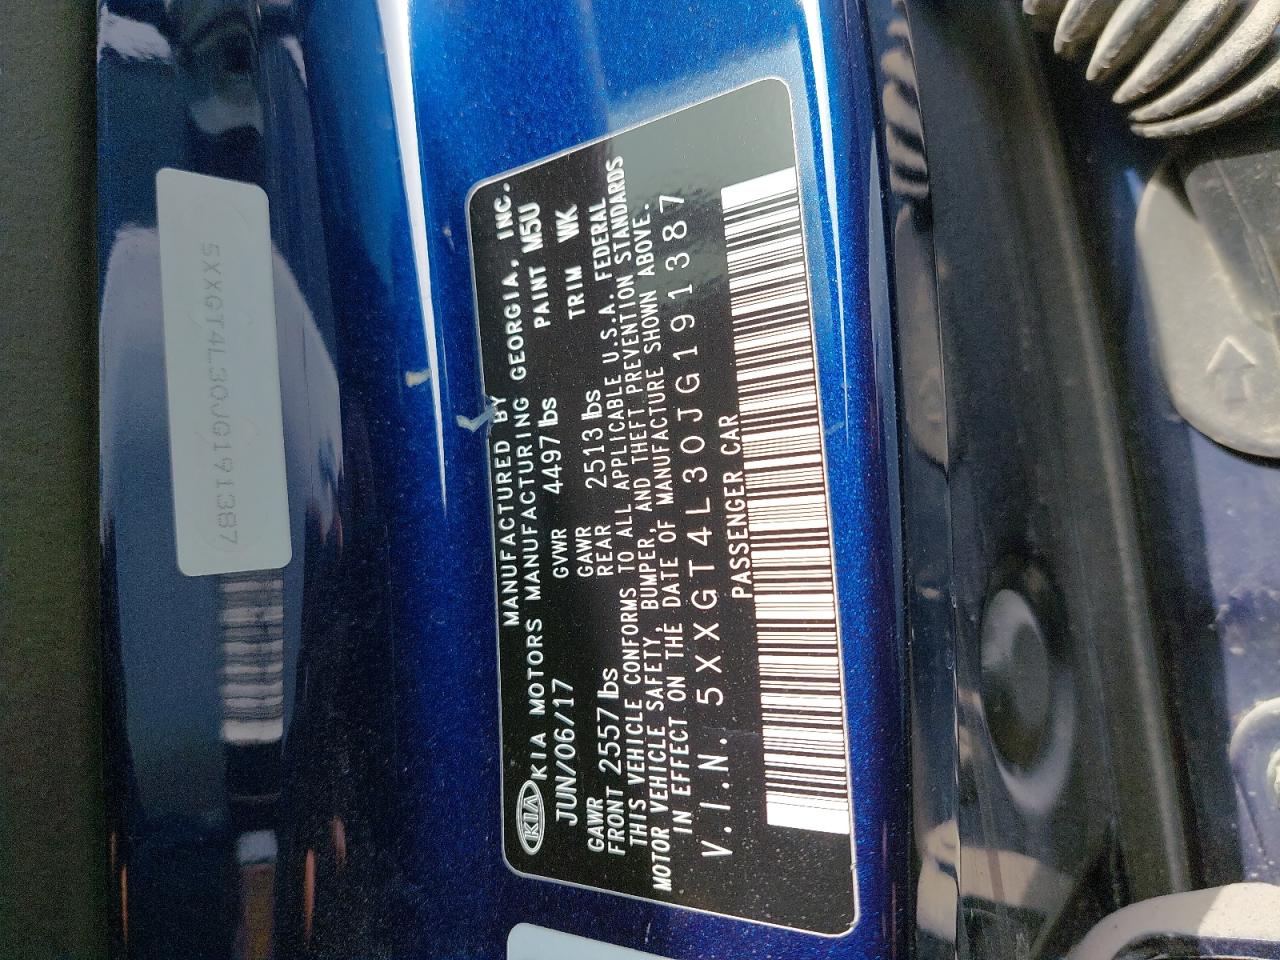 KIA
MANUFACTURED BY
KIA MOTORS MANUFACTURING GEORGIA, INC.
JUN/06/17 GVWR 4497 lbs PAINT M5U
GAWR FRONT 2557 lbs GAWR REAR 2513 lbs TRIM WK
THIS VEHICLE CONFORMS TO ALL APPLICABLE U.S.A. FEDERAL
MOTOR VEHICLE SAFETY, BUMPER, AND THEFT PREVENTION STANDARDS
IN EFFECT ON THE DATE OF MANUFACTURE SHOWN ABOVE.
V.I.N. 5XXGT4L30JG191387
PASSENGER CAR
5XXGT4L30JG191387